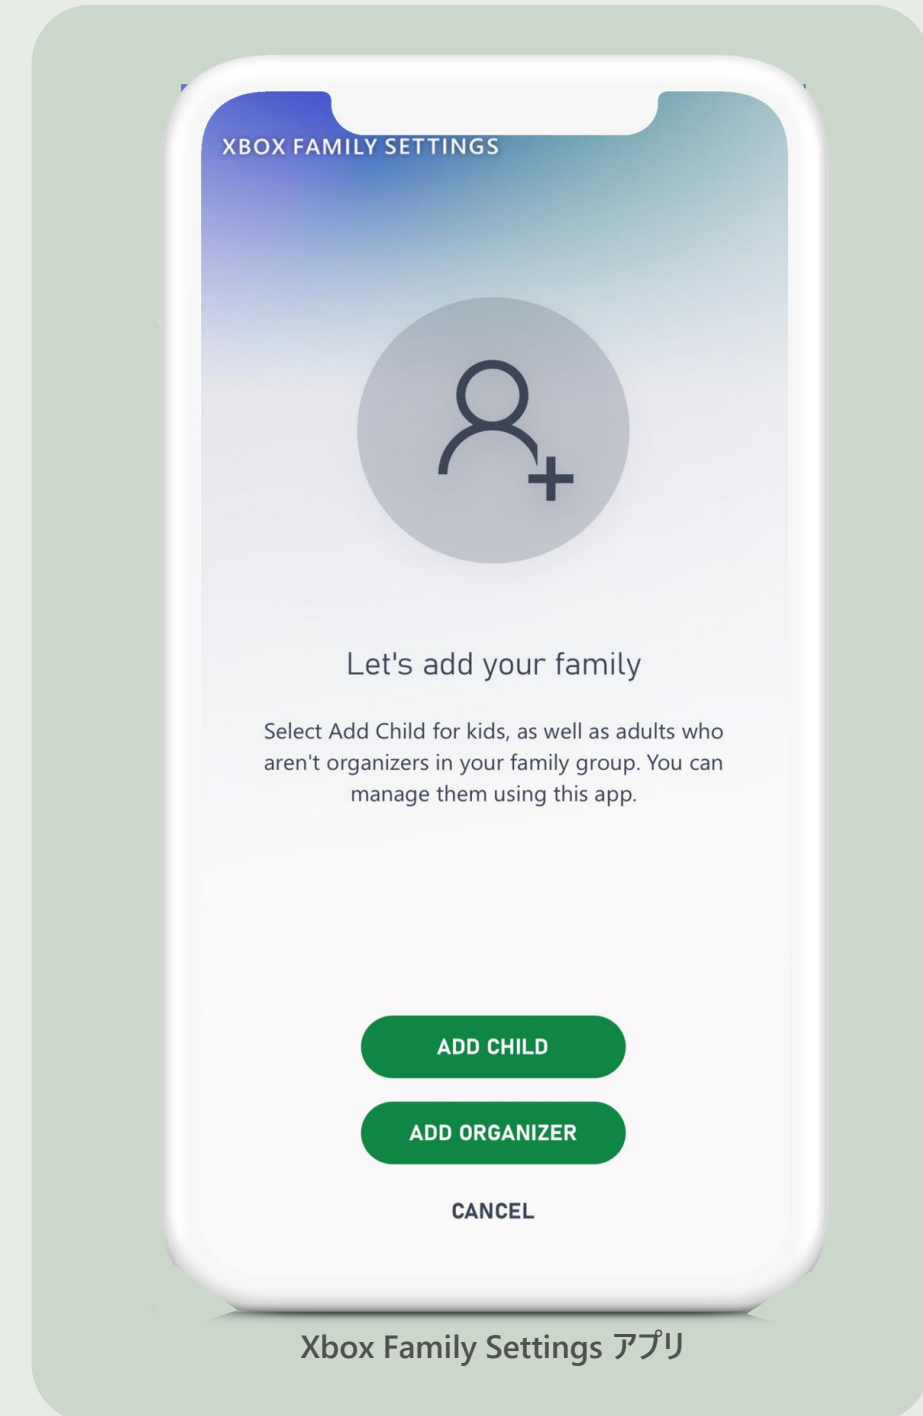 XBOX FAMILY SETTINGS
Let's add your family
Select Add Child for kids, as well as adults who
aren't organizers in your family group. You can
manage them using this app.
ADD CHILD
ADD ORGANIZER
CANCEL
Xbox Family Settings アプリ